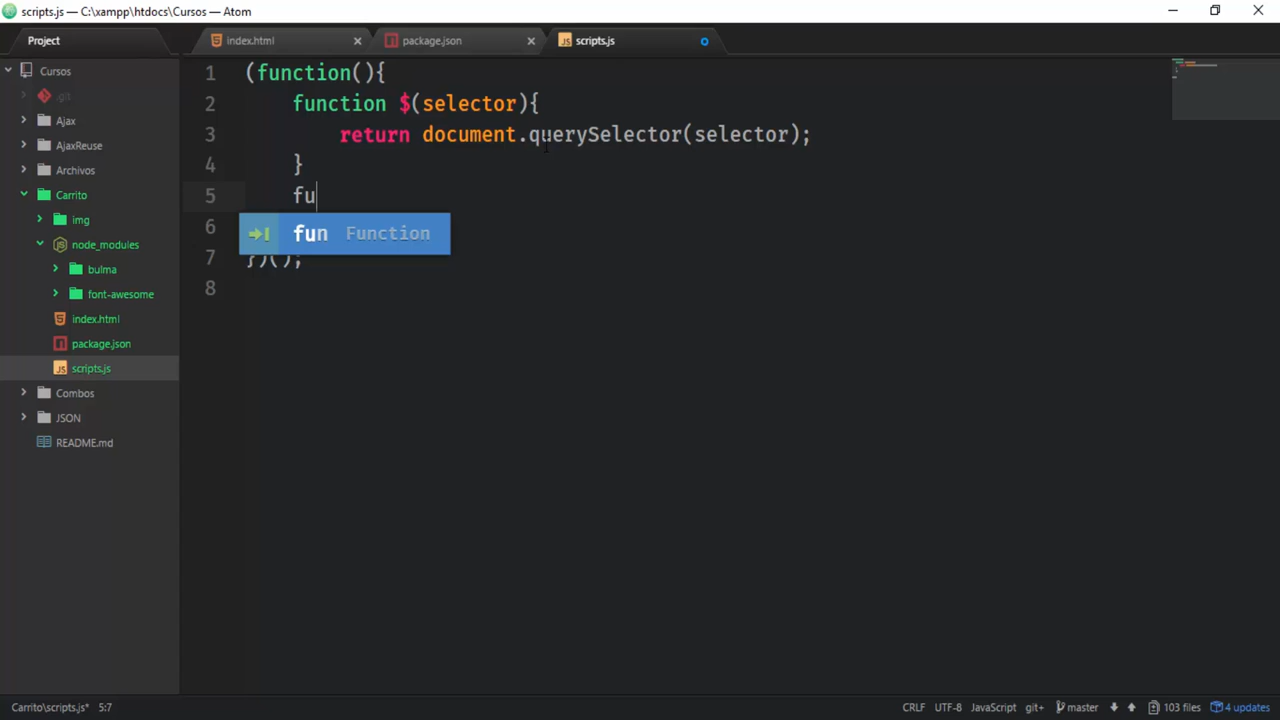 scripts.js — C:\xampp\htdocs\Cursos — Atom
Project
index.html
package.json
scripts.js
Cursos
.git
Ajax
AjaxReuse
Archivos
Carrito
img
node_modules
bulma
font-awesome
index.html
package.json
scripts.js
Combos
JSON
README.md
1 (function(){
2 function $(selector){
3 return document.querySelector(selector);
4 }
5 fu
6
fun Function
7 })();
8
Carrito\scripts.js* 5:7
CRLF UTF-8 JavaScript git+ master 103 files 4 updates